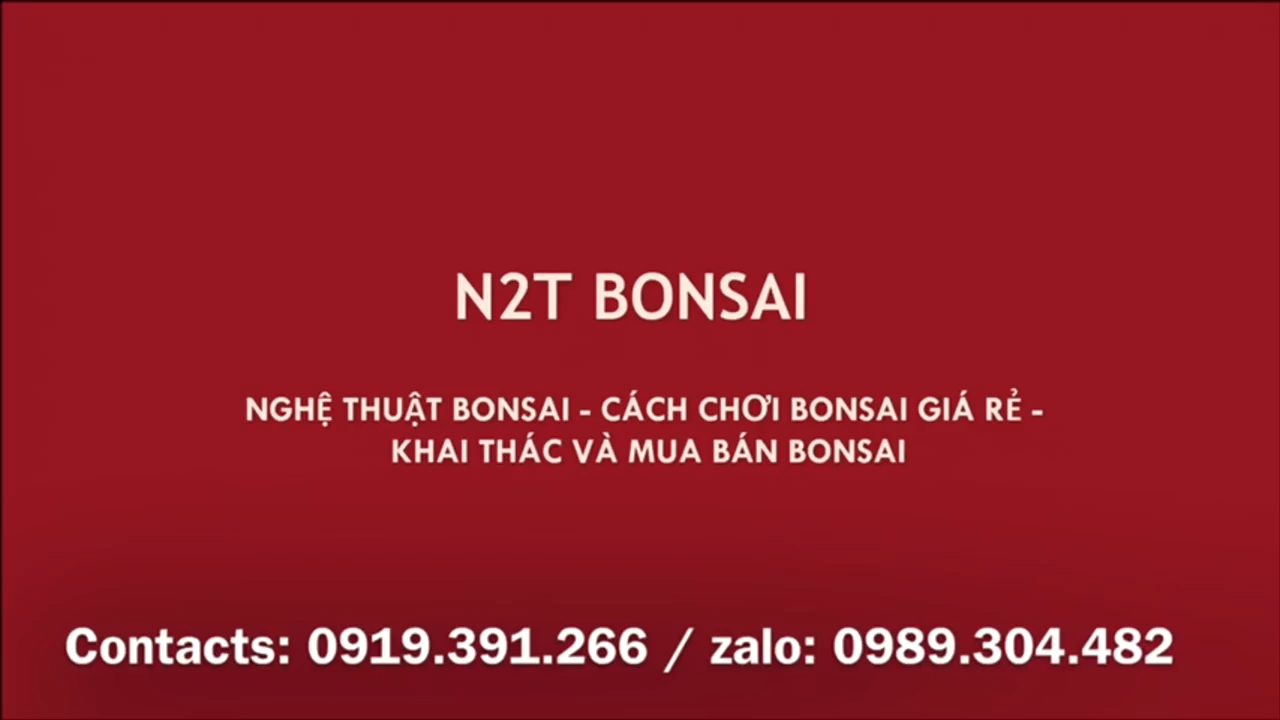 N2T BONSAI
NGHỆ THUẬT BONSAI - CÁCH CHƠI BONSAI GIÁ RẺ -
KHAI THÁC VÀ MUA BÁN BONSAI
Contacts: 0919.391.266 / zalo: 0989.304.482